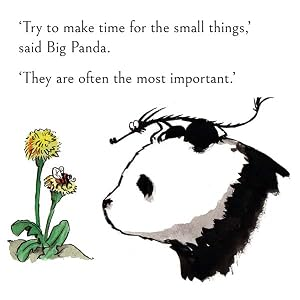 ‘Try to make time for the small things,’
said Big Panda.
‘They are often the most important.’